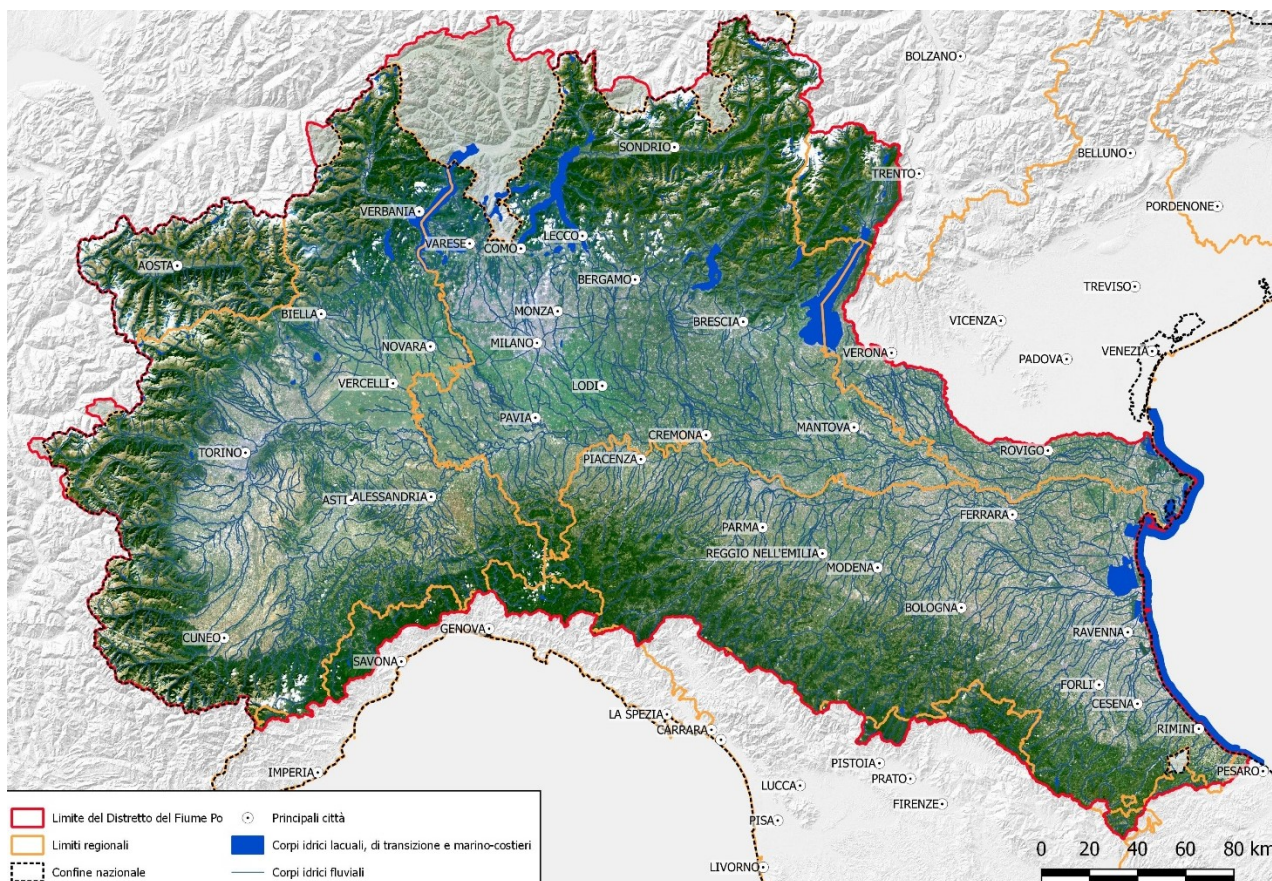 BOLZANO
BELLUNO
SONDRIO
TRENTO
PORDENONE
VERBANIA
VARESE
COMO
LECCO
AOSTA
BERGAMO
TREVISO
BIELLA
MONZA
BRESCIA
VICENZA
NOVARA
MILANO
VERONA
PADOVA
VENEZIA
VERCELLI
LODI
PAVIA
CREMONA
MANTOVA
TORINO
PIACENZA
ROVIGO
ASTI
ALESSANDRIA
FERRARA
PARMA
REGGIO NELL'EMILIA
MODENA
BOLOGNA
CUNEO
GENOVA
RAVENNA
SAVONA
FORLI'
CESENA
LA SPEZIA
CARRARA
RIMINI
IMPERIA
PISTOIA
PRATO
PESARO
LUCCA
FIRENZE
PISA
LIVORNO
Limite del Distretto del Fiume Po
Principali città
Limiti regionali
Corpi idrici lacuali, di transizione e marino-costieri
Confine nazionale
Corpi idrici fluviali
0 20 40 60 80 km